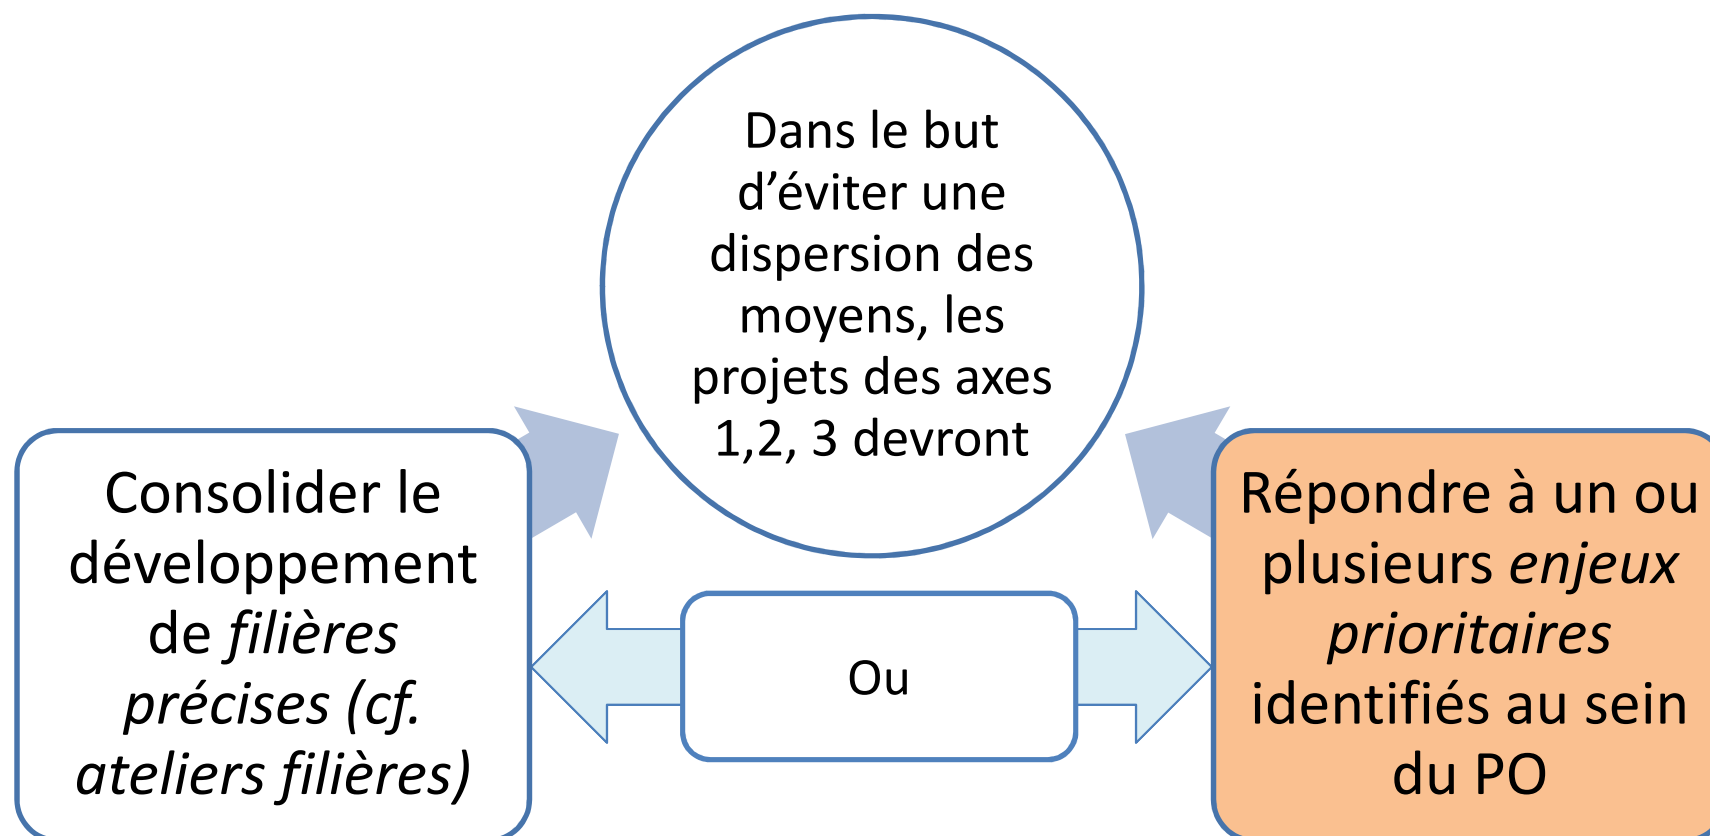 Dans le but
d’éviter une
dispersion des
moyens, les
projets des axes
1,2, 3 devront
Consolider le
développement
de filières
précises (cf.
ateliers filières)
Ou
Répondre à un ou
plusieurs enjeux
prioritaires
identifiés au sein
du PO